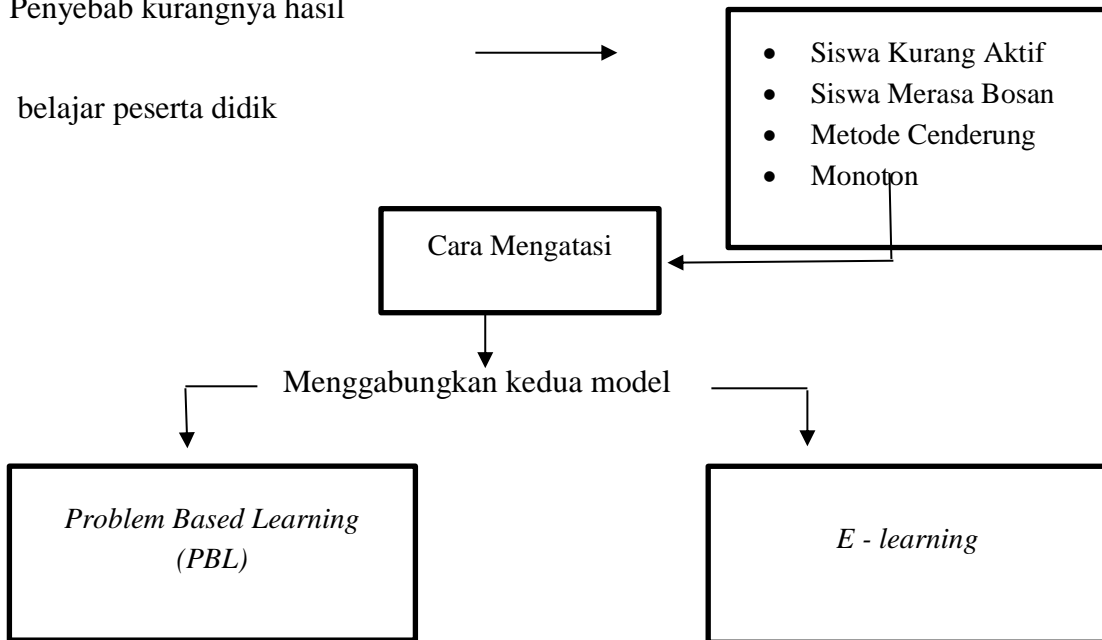 Penyebab kurangnya hasil
belajar peserta didik
• Siswa Kurang Aktif
• Siswa Merasa Bosan
• Metode Cenderung
• Monoton
Cara Mengatasi
Menggabungkan kedua model
Problem Based Learning
(PBL)
E - learning